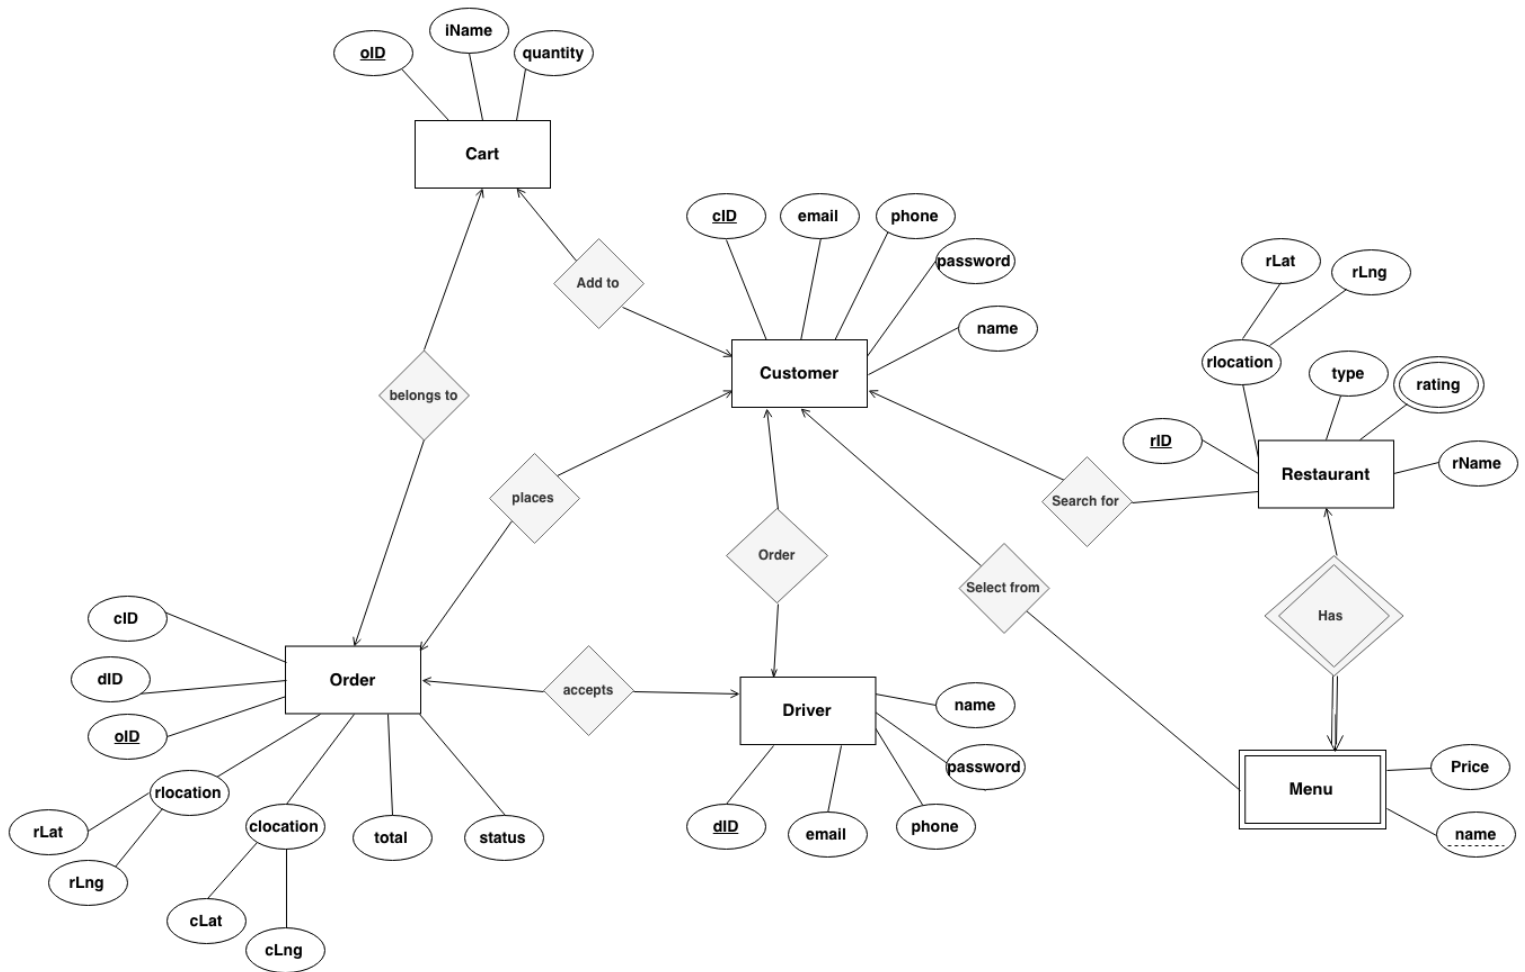 iName
oID
quantity
Cart
cID
email
phone
password
name
Add to
Customer
rLat
rLng
rlocation
type
rating
rID
rName
Restaurant
belongs to
places
Search for
Order
Select from
Has
cID
dID
oID
Order
accepts
Driver
name
password
dID
email
phone
Menu
Price
name
rlocation
rLat
rLng
clocation
cLat
cLng
total
status